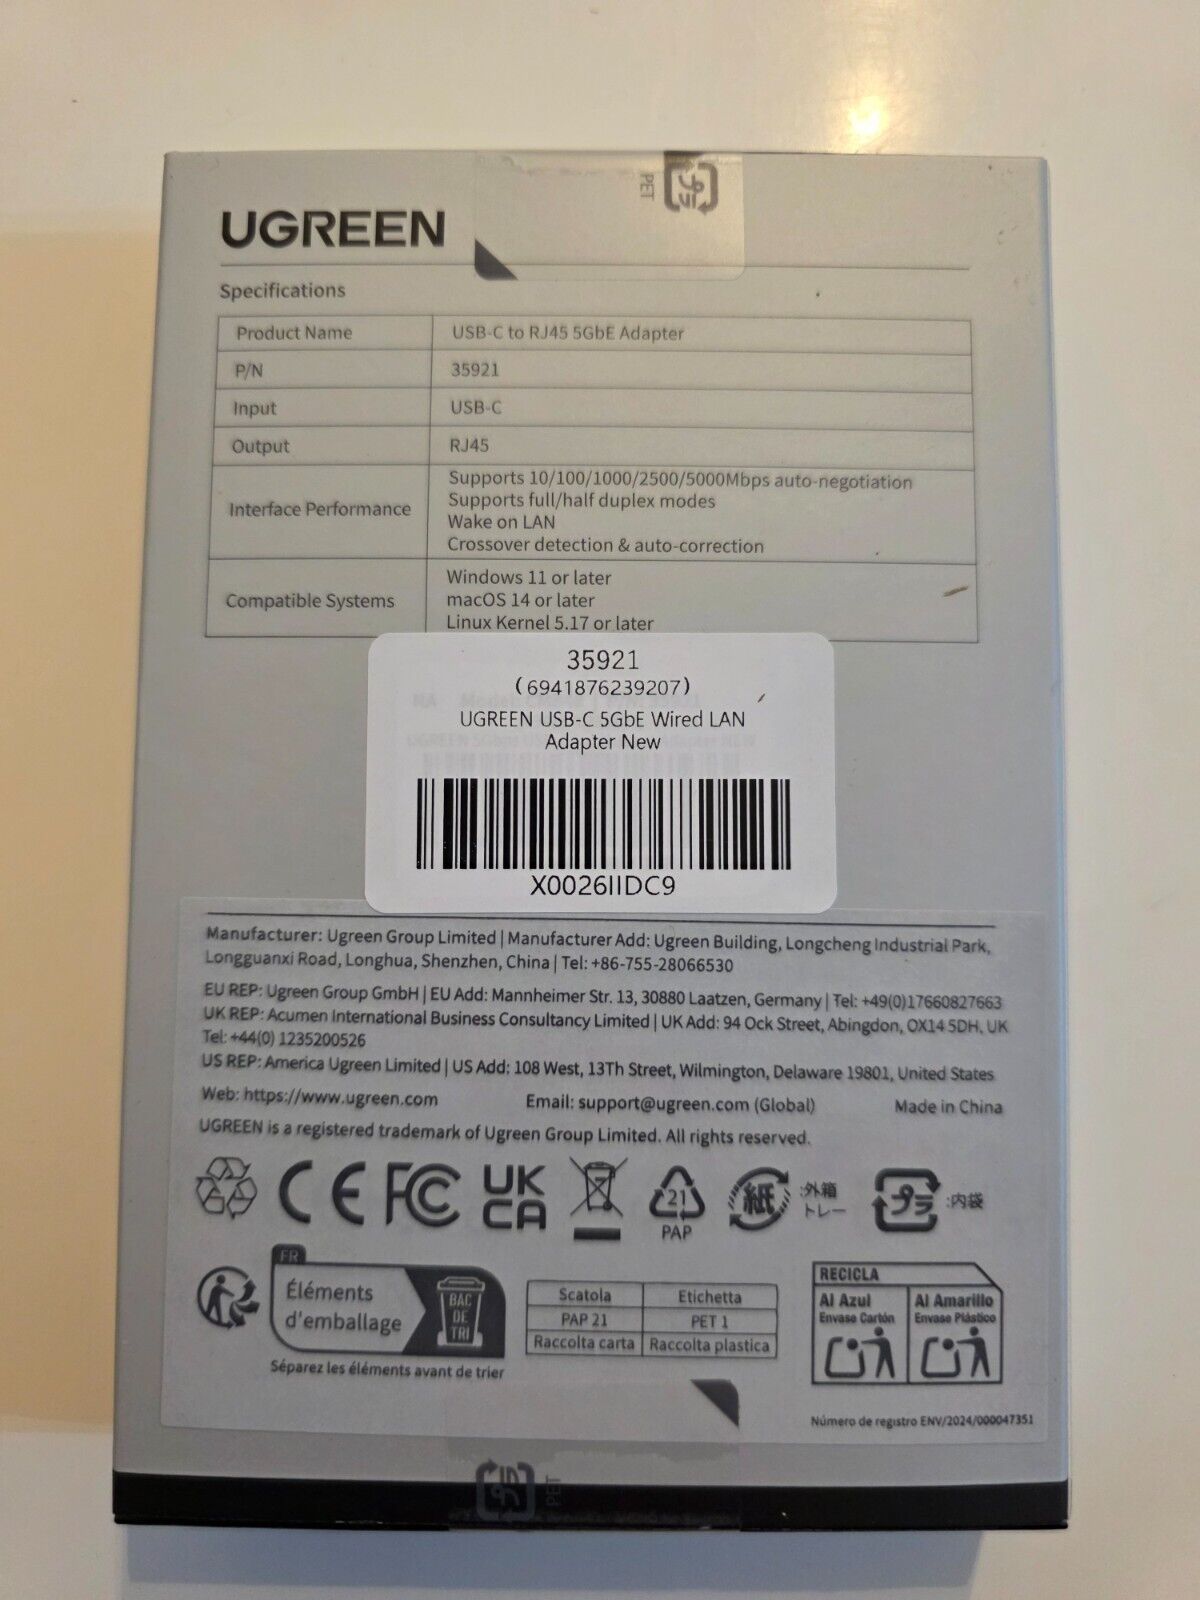 PET
プラ
UGREEN
Specifications
Product Name USB-C to RJ45 5GbE Adapter
P/N 35921
Input USB-C
Output RJ45
Interface Performance
Supports 10/100/1000/2500/5000Mbps auto-negotiation
Supports full/half duplex modes
Wake on LAN
Crossover detection & auto-correction
Compatible Systems
Windows 11 or later
macOS 14 or later
Linux Kernel 5.17 or later
35921
(6941876239207)
UGREEN USB-C 5GbE Wired LAN
Adapter New
X0026IIDC9
Manufacturer: Ugreen Group Limited | Manufacturer Add: Ugreen Building, Longcheng Industrial Park,
Longguanxi Road, Longhua, Shenzhen, China | Tel: +86-755-28066530
EU REP: Ugreen Group GmbH | EU Add: Mannheimer Str. 13, 30880 Laatzen, Germany | Tel: +49(0)17660827663
UK REP: Acumen International Business Consultancy Limited | UK Add: 94 Ock Street, Abingdon, OX14 5DH, UK
Tel: +44(0) 1235200526
US REP: America Ugreen Limited | US Add: 108 West, 13Th Street, Wilmington, Delaware 19801, United States
Web: https://www.ugreen.com Email: support@ugreen.com (Global) Made in China
UGREEN is a registered trademark of Ugreen Group Limited. All rights reserved.
CE FC UK CA 21 PAP 紙 :外箱 トレー プラ :内袋
FR
Éléments
d'emballage
BAC
DE
TRI
Séparez les éléments avant de trier
Scatola Etichetta
PAP 21 PET 1
Raccolta carta Raccolta plastica
RECICLA
Al Azul Al Amarillo
Envase Cartón Envase Plástico
Número de registro ENV/2024/000047351
プラ
PET